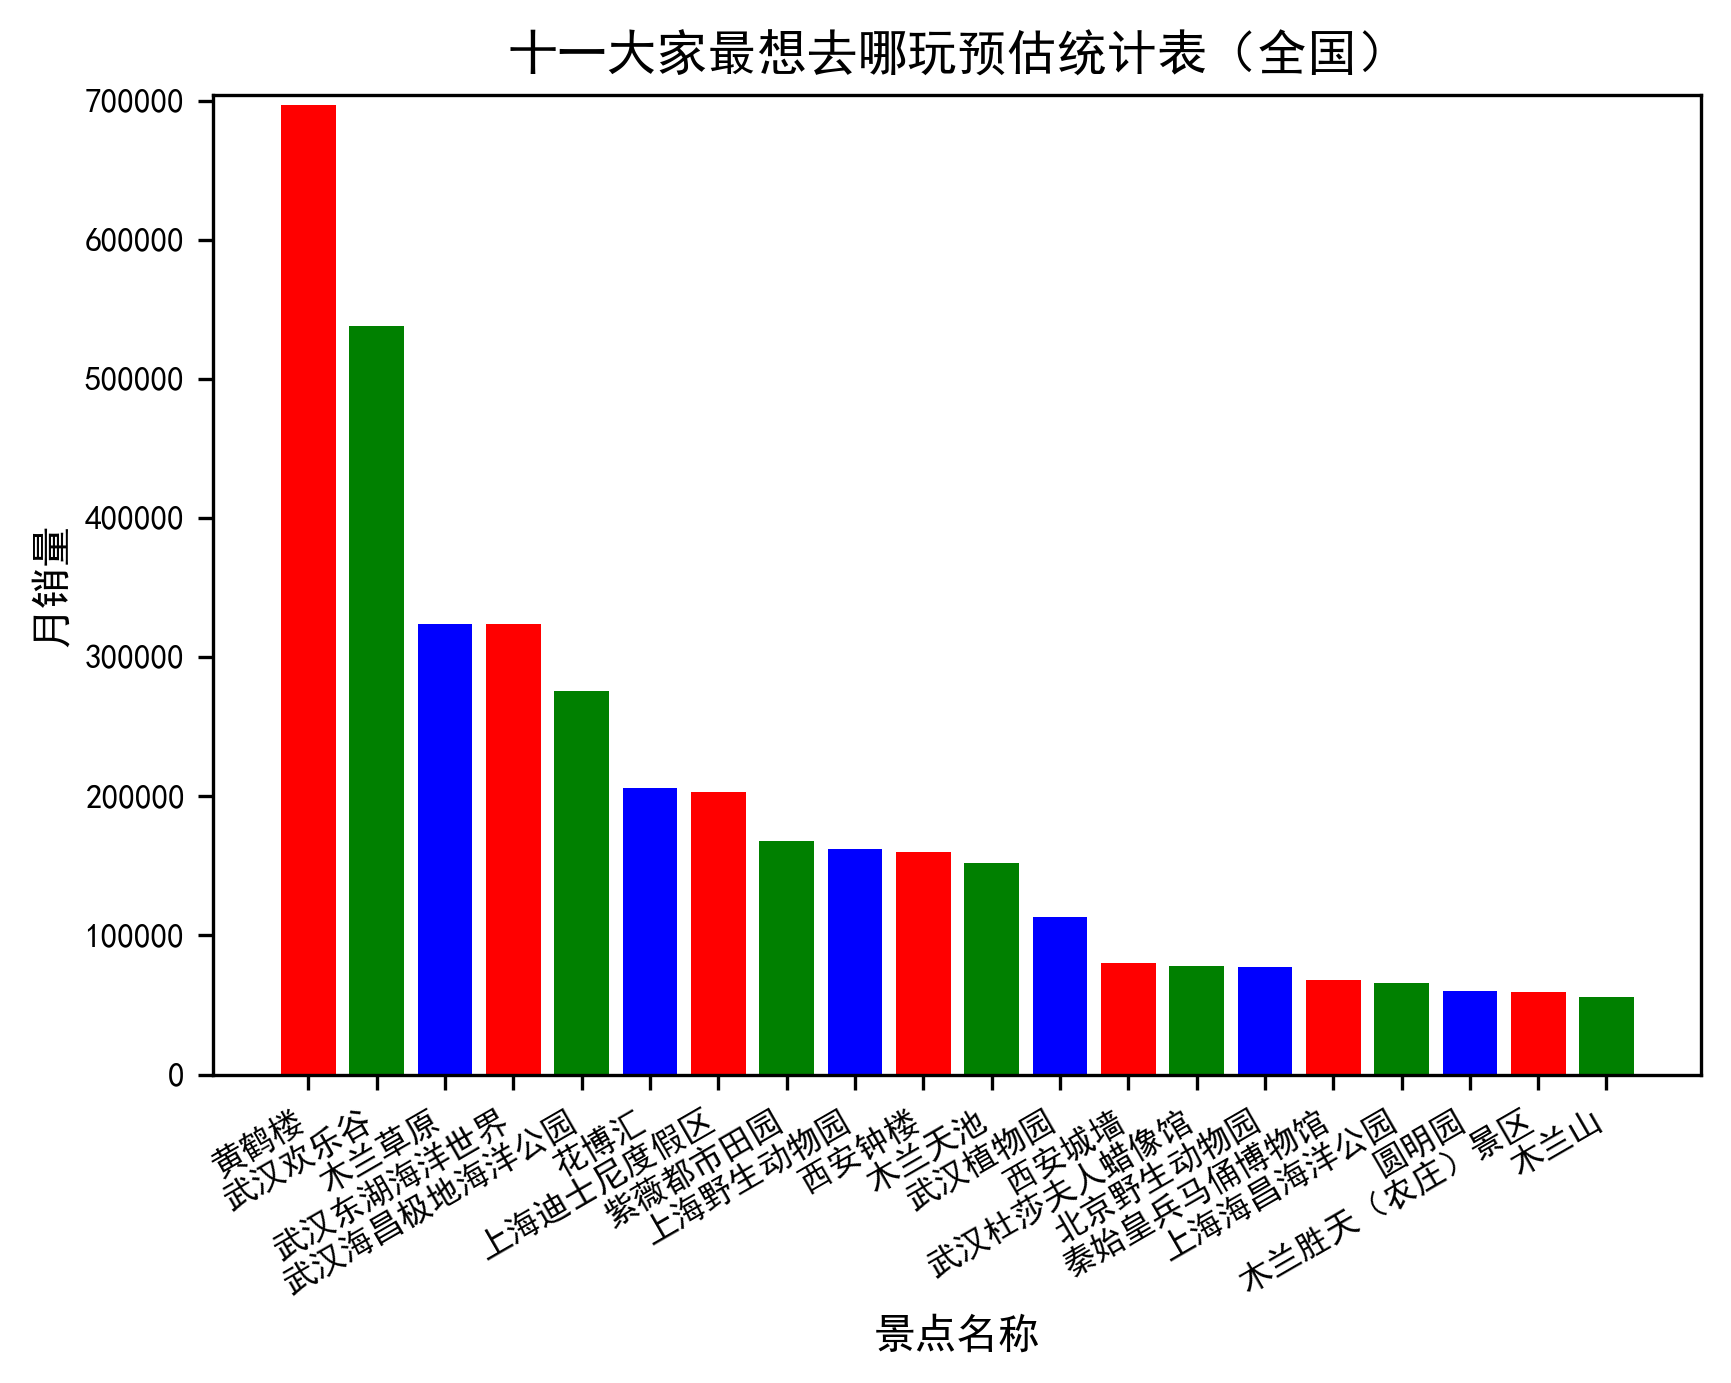 十一大家最想去哪玩预估统计表（全国）
月销量
700000
600000
500000
400000
300000
200000
100000
0
黄鹤楼
武汉欢乐谷
木兰草原
武汉东湖海洋世界
武汉海昌极地海洋公园
花博汇
上海迪士尼度假区
紫薇都市田园
上海野生动物园
西安钟楼
木兰天池
武汉植物园
西安城墙
武汉杜莎夫人蜡像馆
北京野生动物园
秦始皇兵马俑博物馆
上海海昌海洋公园
圆明园
木兰胜天（农庄）景区
木兰山
景点名称